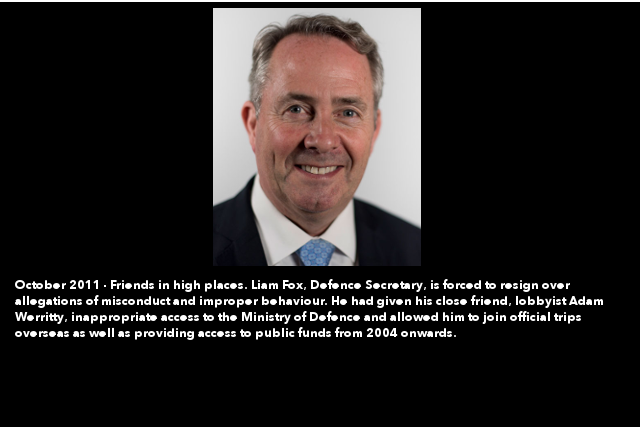 October 2011 - Friends in high places. Liam Fox, Defence Secretary, is forced to resign over
allegations of misconduct and improper behaviour. He had given his close friend, lobbyist Adam
Werritty, inappropriate access to the Ministry of Defence and allowed him to join official trips
overseas as well as providing access to public funds from 2004 onwards.